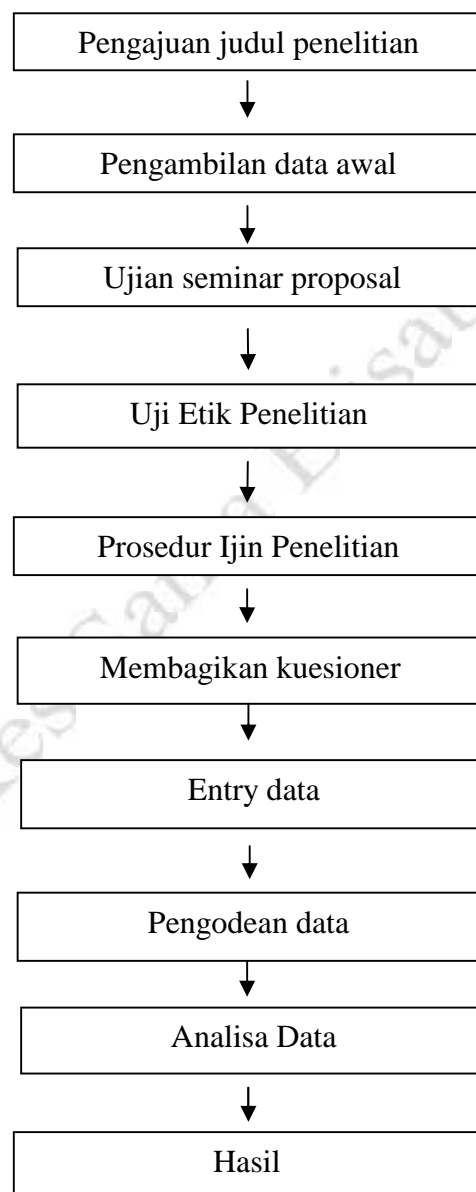 Pengajuan judul penelitian
Pengambilan data awal
Ujian seminar proposal
Uji Etik Penelitian
Prosedur Ijin Penelitian
Membagikan kuesioner
Entry data
Pengodean data
Analisa Data
Hasil